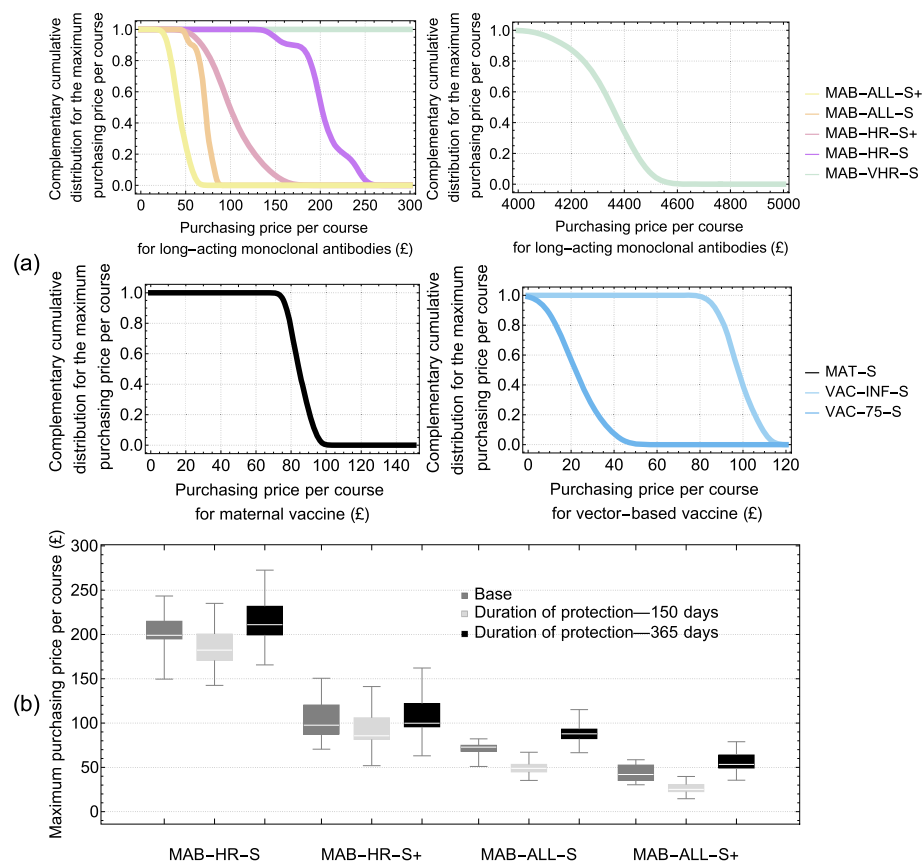 (a)
Complementary cumulative
distribution for the maximum
purchasing price per course
1.0
0.8
0.6
0.4
0.2
0.0
0 50 100 150 200 250 300
Purchasing price per course
for long−acting monoclonal antibodies (£)
Complementary cumulative
distribution for the maximum
purchasing price per course
1.0
0.8
0.6
0.4
0.2
0.0
4000 4200 4400 4600 4800 5000
Purchasing price per course
for long−acting monoclonal antibodies (£)
MAB−ALL−S+
MAB−ALL−S
MAB−HR−S+
MAB−HR−S
MAB−VHR−S
Complementary cumulative
distribution for the maximum
purchasing price per course
1.0
0.8
0.6
0.4
0.2
0.0
0 20 40 60 80 100 120 140
Purchasing price per course
for maternal vaccine (£)
Complementary cumulative
distribution for the maximum
purchasing price per course
1.0
0.8
0.6
0.4
0.2
0.0
0 20 40 60 80 100 120
Purchasing price per course
for vector−based vaccine (£)
MAT−S
VAC−INF−S
VAC−75−S
(b)
Maximum purchasing price per course (£)
300
250
200
150
100
50
0
Base
Duration of protection—150 days
Duration of protection—365 days
MAB−HR−S MAB−HR−S+ MAB−ALL−S MAB−ALL−S+